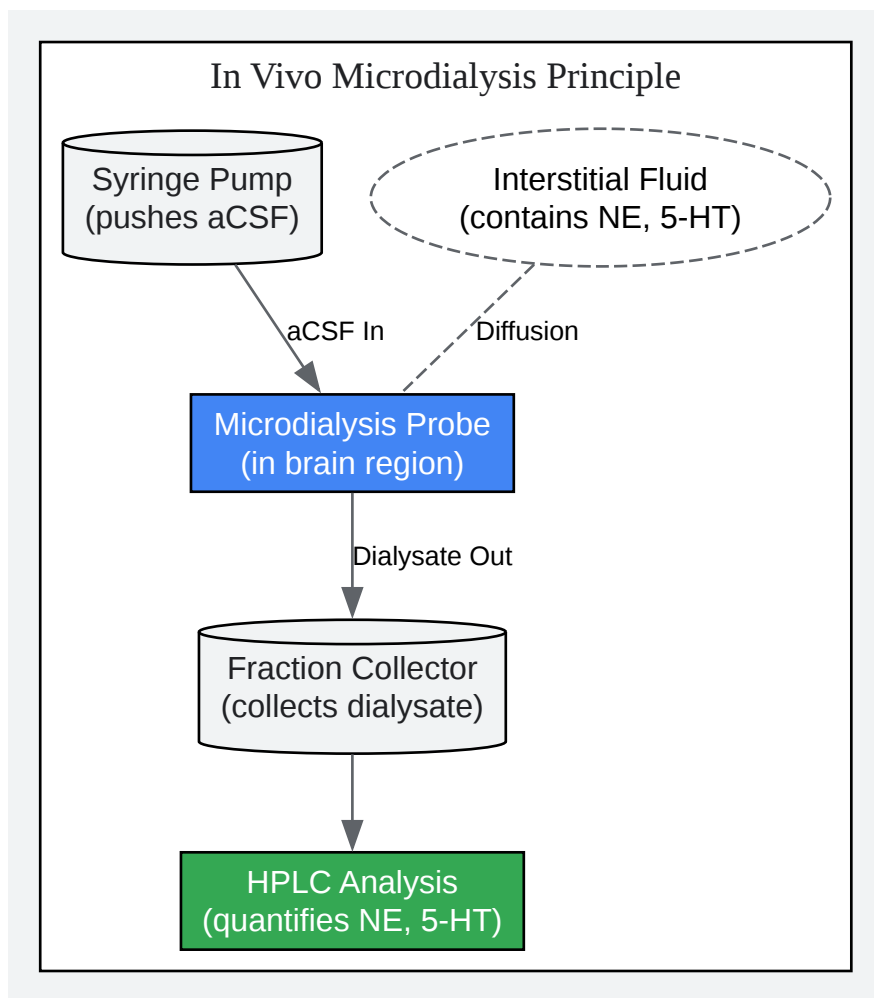 In Vivo Microdialysis Principle
Syringe Pump
(pushes aCSF)
Interstitial Fluid
(contains NE, 5-HT)
aCSF In
Diffusion
Microdialysis Probe
(in brain region)
Dialysate Out
Fraction Collector
(collects dialysate)
HPLC Analysis
(quantifies NE, 5-HT)